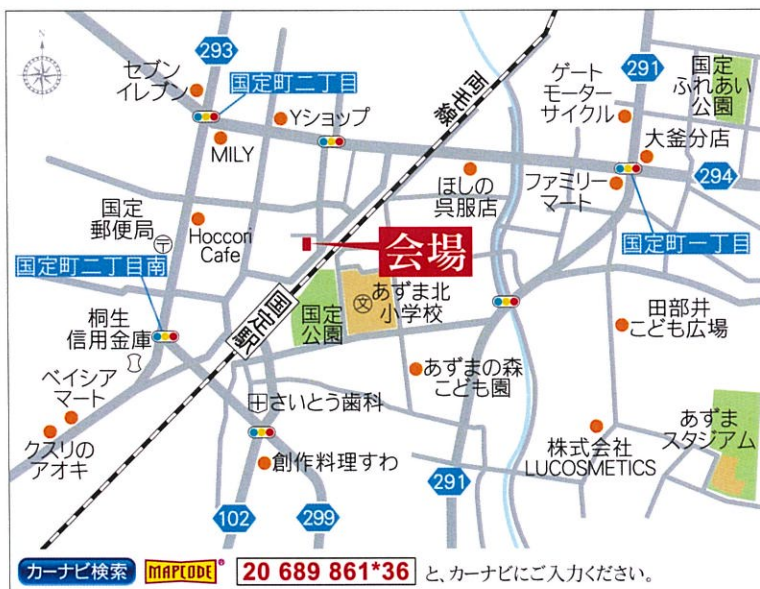 N
293
セブン
イレブン
国定町二丁目
Yショップ
MILY
両毛線
ゲート
モーター
サイクル
291
国定
ふれあい
公園
大釜分店
ほしの
呉服店
ファミリー
マート
294
国定町一丁目
国定
郵便局
〒
Hoccori
Cafe
会場
国定町二丁目南
桐生
信用金庫
国定駅
国定
公園
文
あずま北
小学校
田部井
こども広場
ベイシア
マート
クスリの
アオキ
さいとう歯科
あずまの森
こども園
創作料理すわ
291
株式会社
LUCOSMETICS
あずま
スタジアム
102
299
カーナビ検索 MAPCODE® 20 689 861*36 と、カーナビにご入力ください。